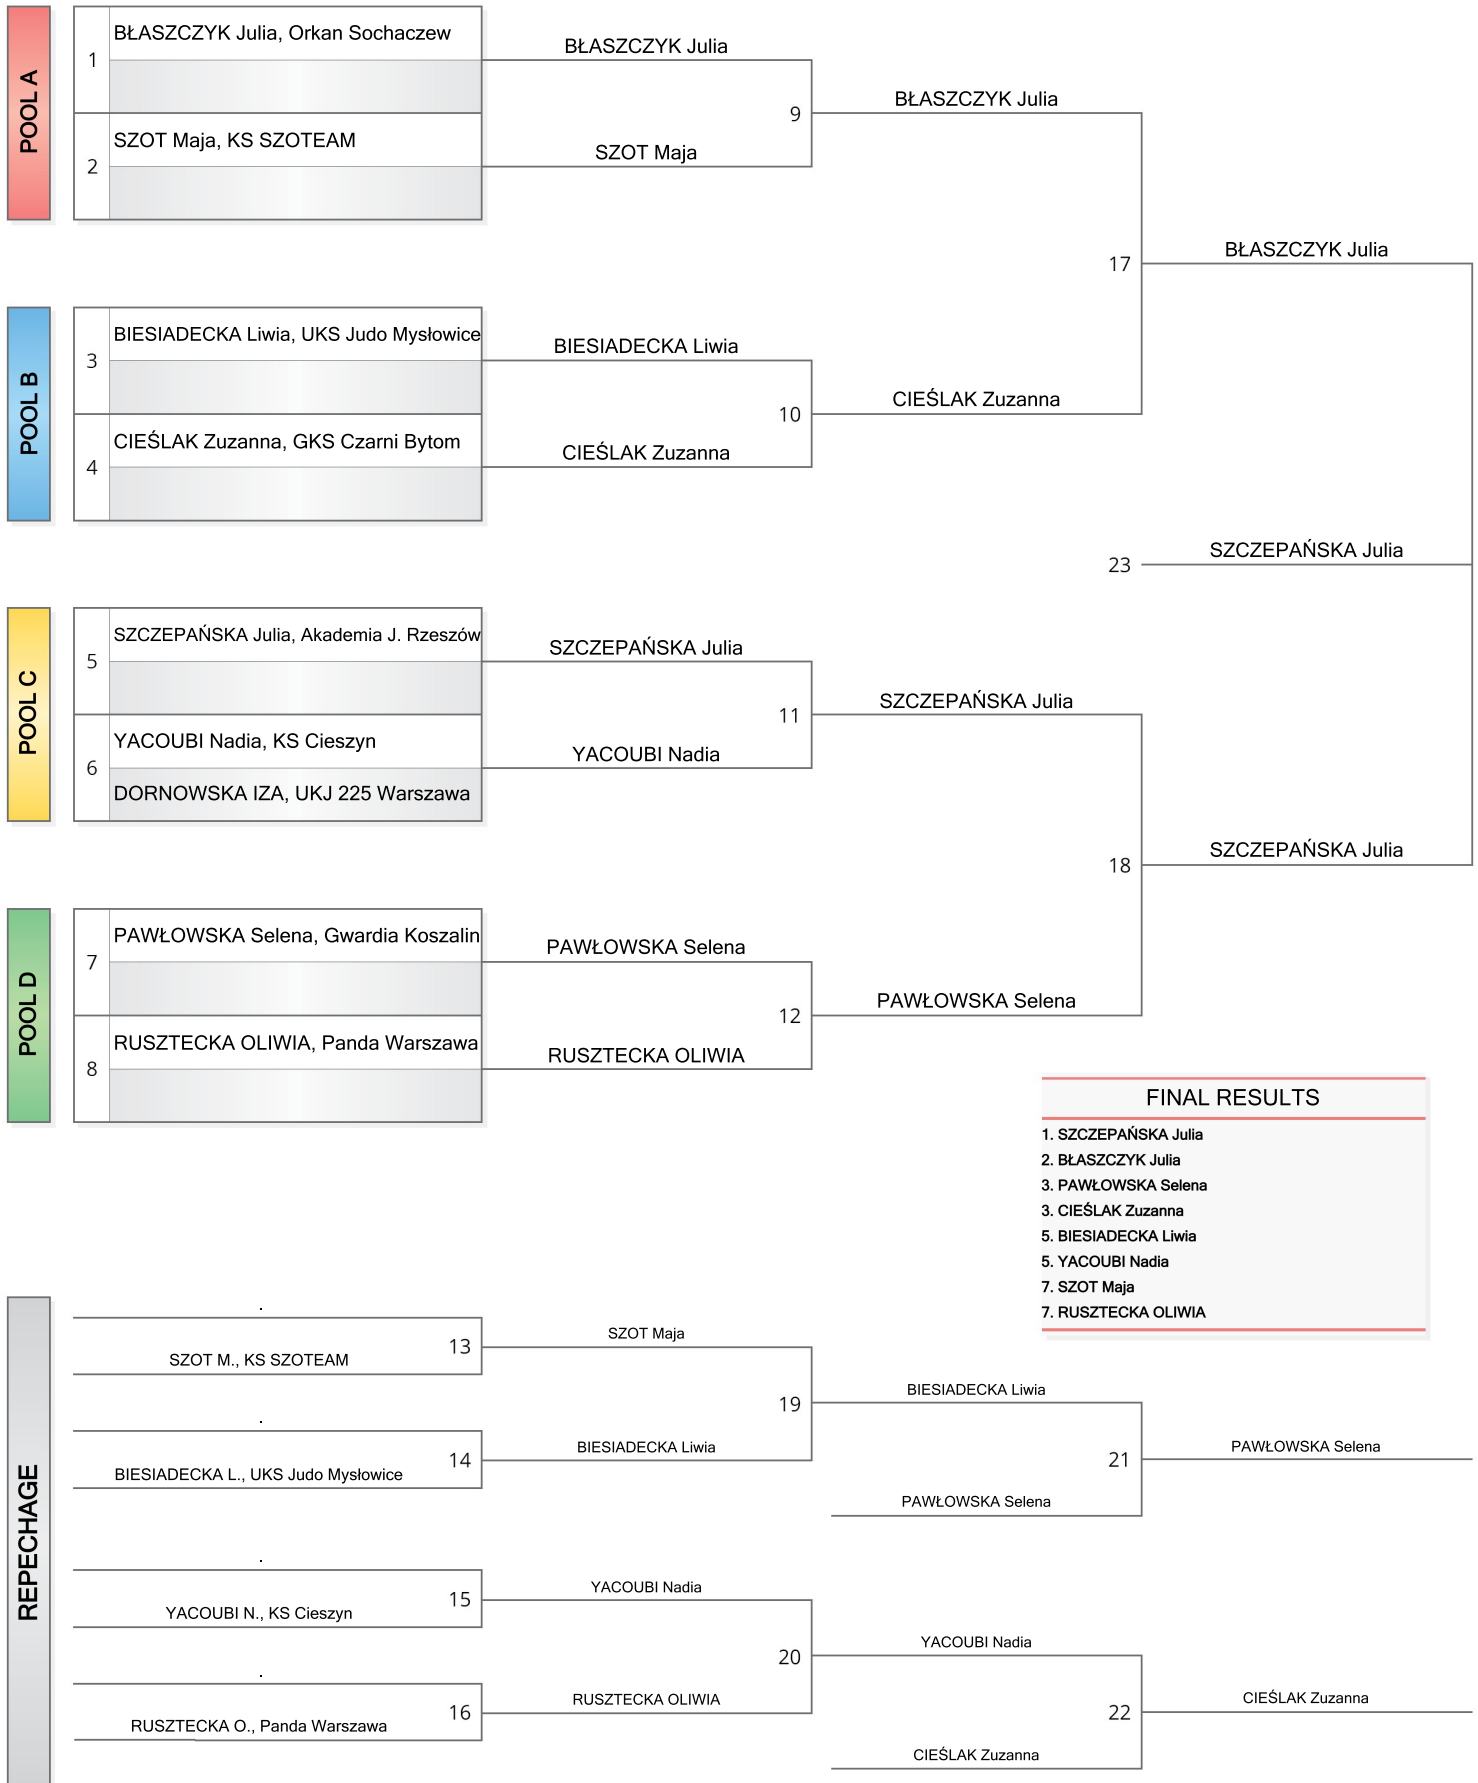 POOL A
1
BŁASZCZYK Julia, Orkan Sochaczew
2
SZOT Maja, KS SZOTEAM
BŁASZCZYK Julia
9
SZOT Maja
BŁASZCZYK Julia
17
BŁASZCZYK Julia
POOL B
3
BIESIADECKA Liwia, UKS Judo Mysłowice
4
CIEŚLAK Zuzanna, GKS Czarni Bytom
BIESIADECKA Liwia
10
CIEŚLAK Zuzanna
CIEŚLAK Zuzanna
23
SZCZEPAŃSKA Julia
POOL C
5
SZCZEPAŃSKA Julia, Akademia J. Rzeszów
6
YACOUBI Nadia, KS Cieszyn
DORNOWSKA IZA, UKJ 225 Warszawa
SZCZEPAŃSKA Julia
11
YACOUBI Nadia
SZCZEPAŃSKA Julia
18
SZCZEPAŃSKA Julia
POOL D
7
PAWŁOWSKA Selena, Gwardia Koszalin
8
RUSZTECKA OLIWIA, Panda Warszawa
PAWŁOWSKA Selena
12
RUSZTECKA OLIWIA
PAWŁOWSKA Selena
FINAL RESULTS
1. SZCZEPAŃSKA Julia
2. BŁASZCZYK Julia
3. PAWŁOWSKA Selena
3. CIEŚLAK Zuzanna
5. BIESIADECKA Liwia
5. YACOUBI Nadia
7. SZOT Maja
7. RUSZTECKA OLIWIA
REPECHAGE
.
13
SZOT M., KS SZOTEAM
.
14
BIESIADECKA L., UKS Judo Mysłowice
SZOT Maja
19
BIESIADECKA Liwia
BIESIADECKA Liwia
21
PAWŁOWSKA Selena
PAWŁOWSKA Selena
.
15
YACOUBI N., KS Cieszyn
.
16
RUSZTECKA O., Panda Warszawa
YACOUBI Nadia
20
RUSZTECKA OLIWIA
YACOUBI Nadia
22
CIEŚLAK Zuzanna
CIEŚLAK Zuzanna